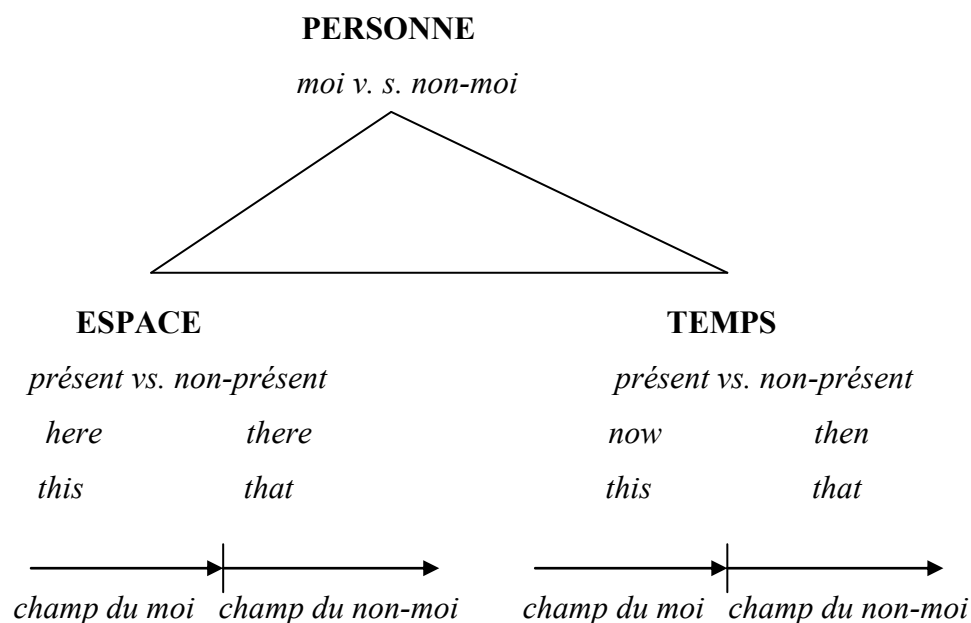 PERSONNE
moi v. s. non-moi
ESPACE TEMPS
présent vs. non-présent présent vs. non-présent
here there now then
this that this that
champ du moi champ du non-moi champ du moi champ du non-moi